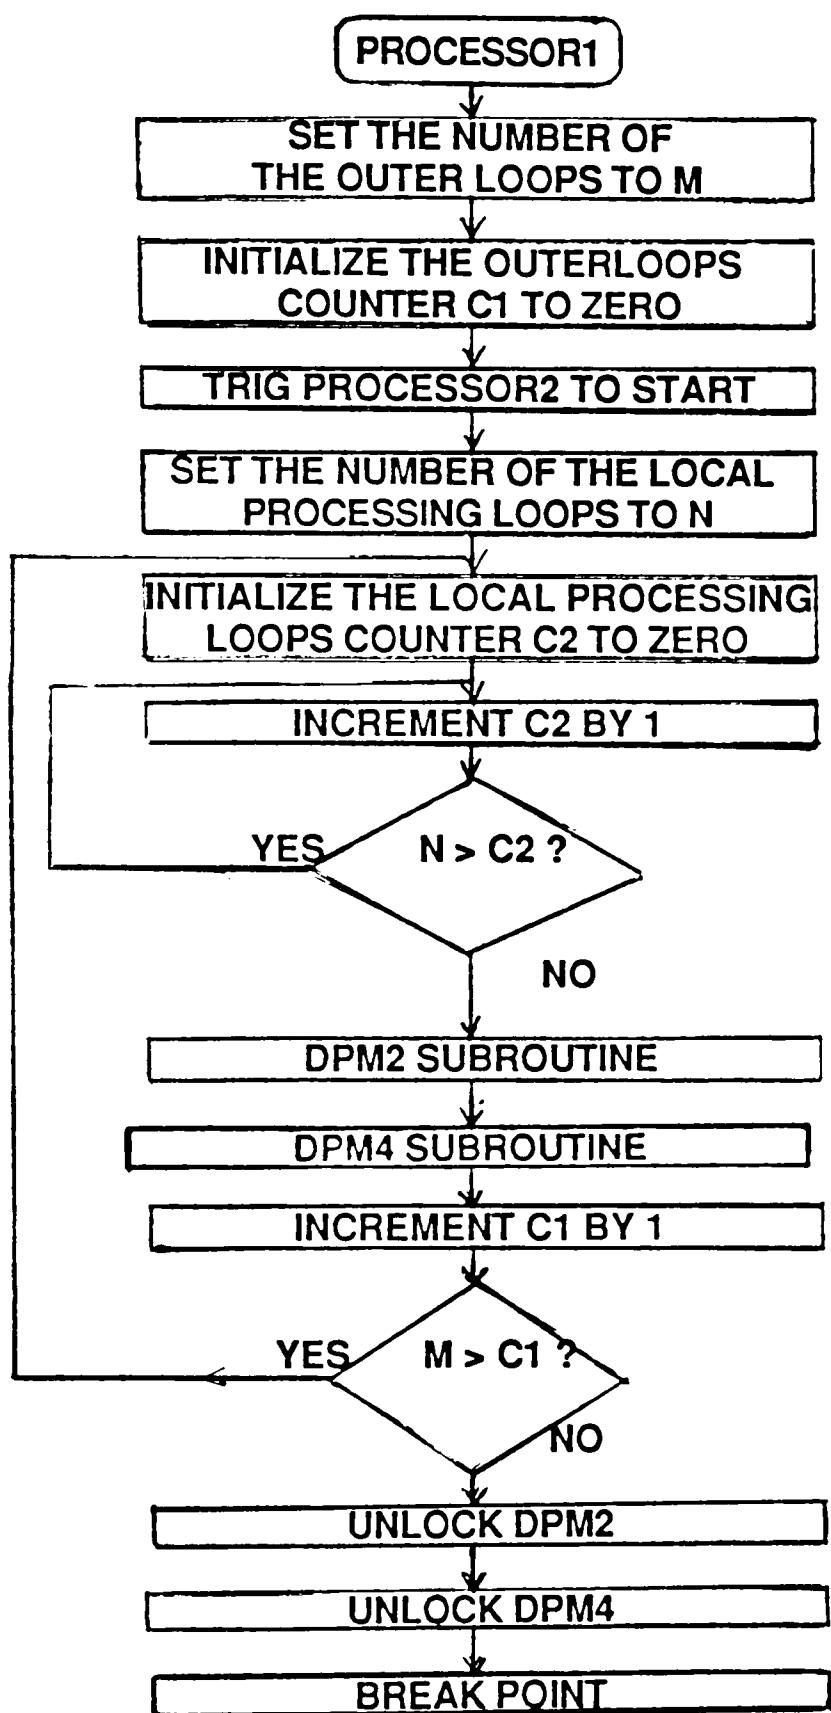 PROCESSOR1
SET THE NUMBER OF
THE OUTER LOOPS TO M
INITIALIZE THE OUTERLOOPS
COUNTER C1 TO ZERO
TRIG PROCESSOR2 TO START
SET THE NUMBER OF THE LOCAL
PROCESSING LOOPS TO N
INITIALIZE THE LOCAL PROCESSING
LOOPS COUNTER C2 TO ZERO
INCREMENT C2 BY 1
YES
N > C2 ?
NO
DPM2 SUBROUTINE
DPM4 SUBROUTINE
INCREMENT C1 BY 1
YES
M > C1 ?
NO
UNLOCK DPM2
UNLOCK DPM4
BREAK POINT